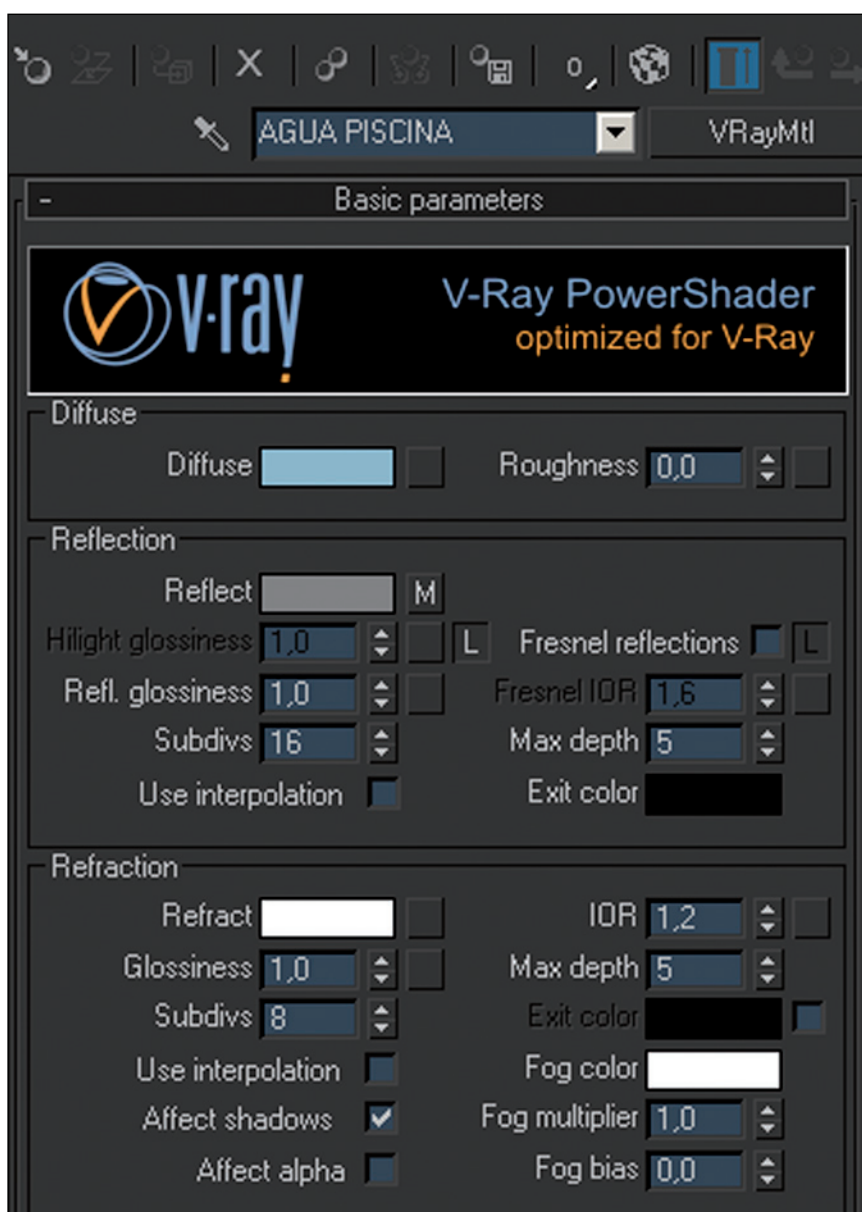 0
AGUA PISCINA VRayMtl
- Basic parameters
v·ray V-Ray PowerShader
optimized for V-Ray
Diffuse
Diffuse Roughness 0,0
Reflection
Reflect M
Hilight glossiness 1,0 L Fresnel reflections L
Refl. glossiness 1,0 Fresnel IOR 1,6
Subdivs 16 Max depth 5
Use interpolation Exit color
Refraction
Refract IOR 1,2
Glossiness 1,0 Max depth 5
Subdivs 8 Exit color
Use interpolation Fog color
Affect shadows Fog multiplier 1,0
Affect alpha Fog bias 0,0